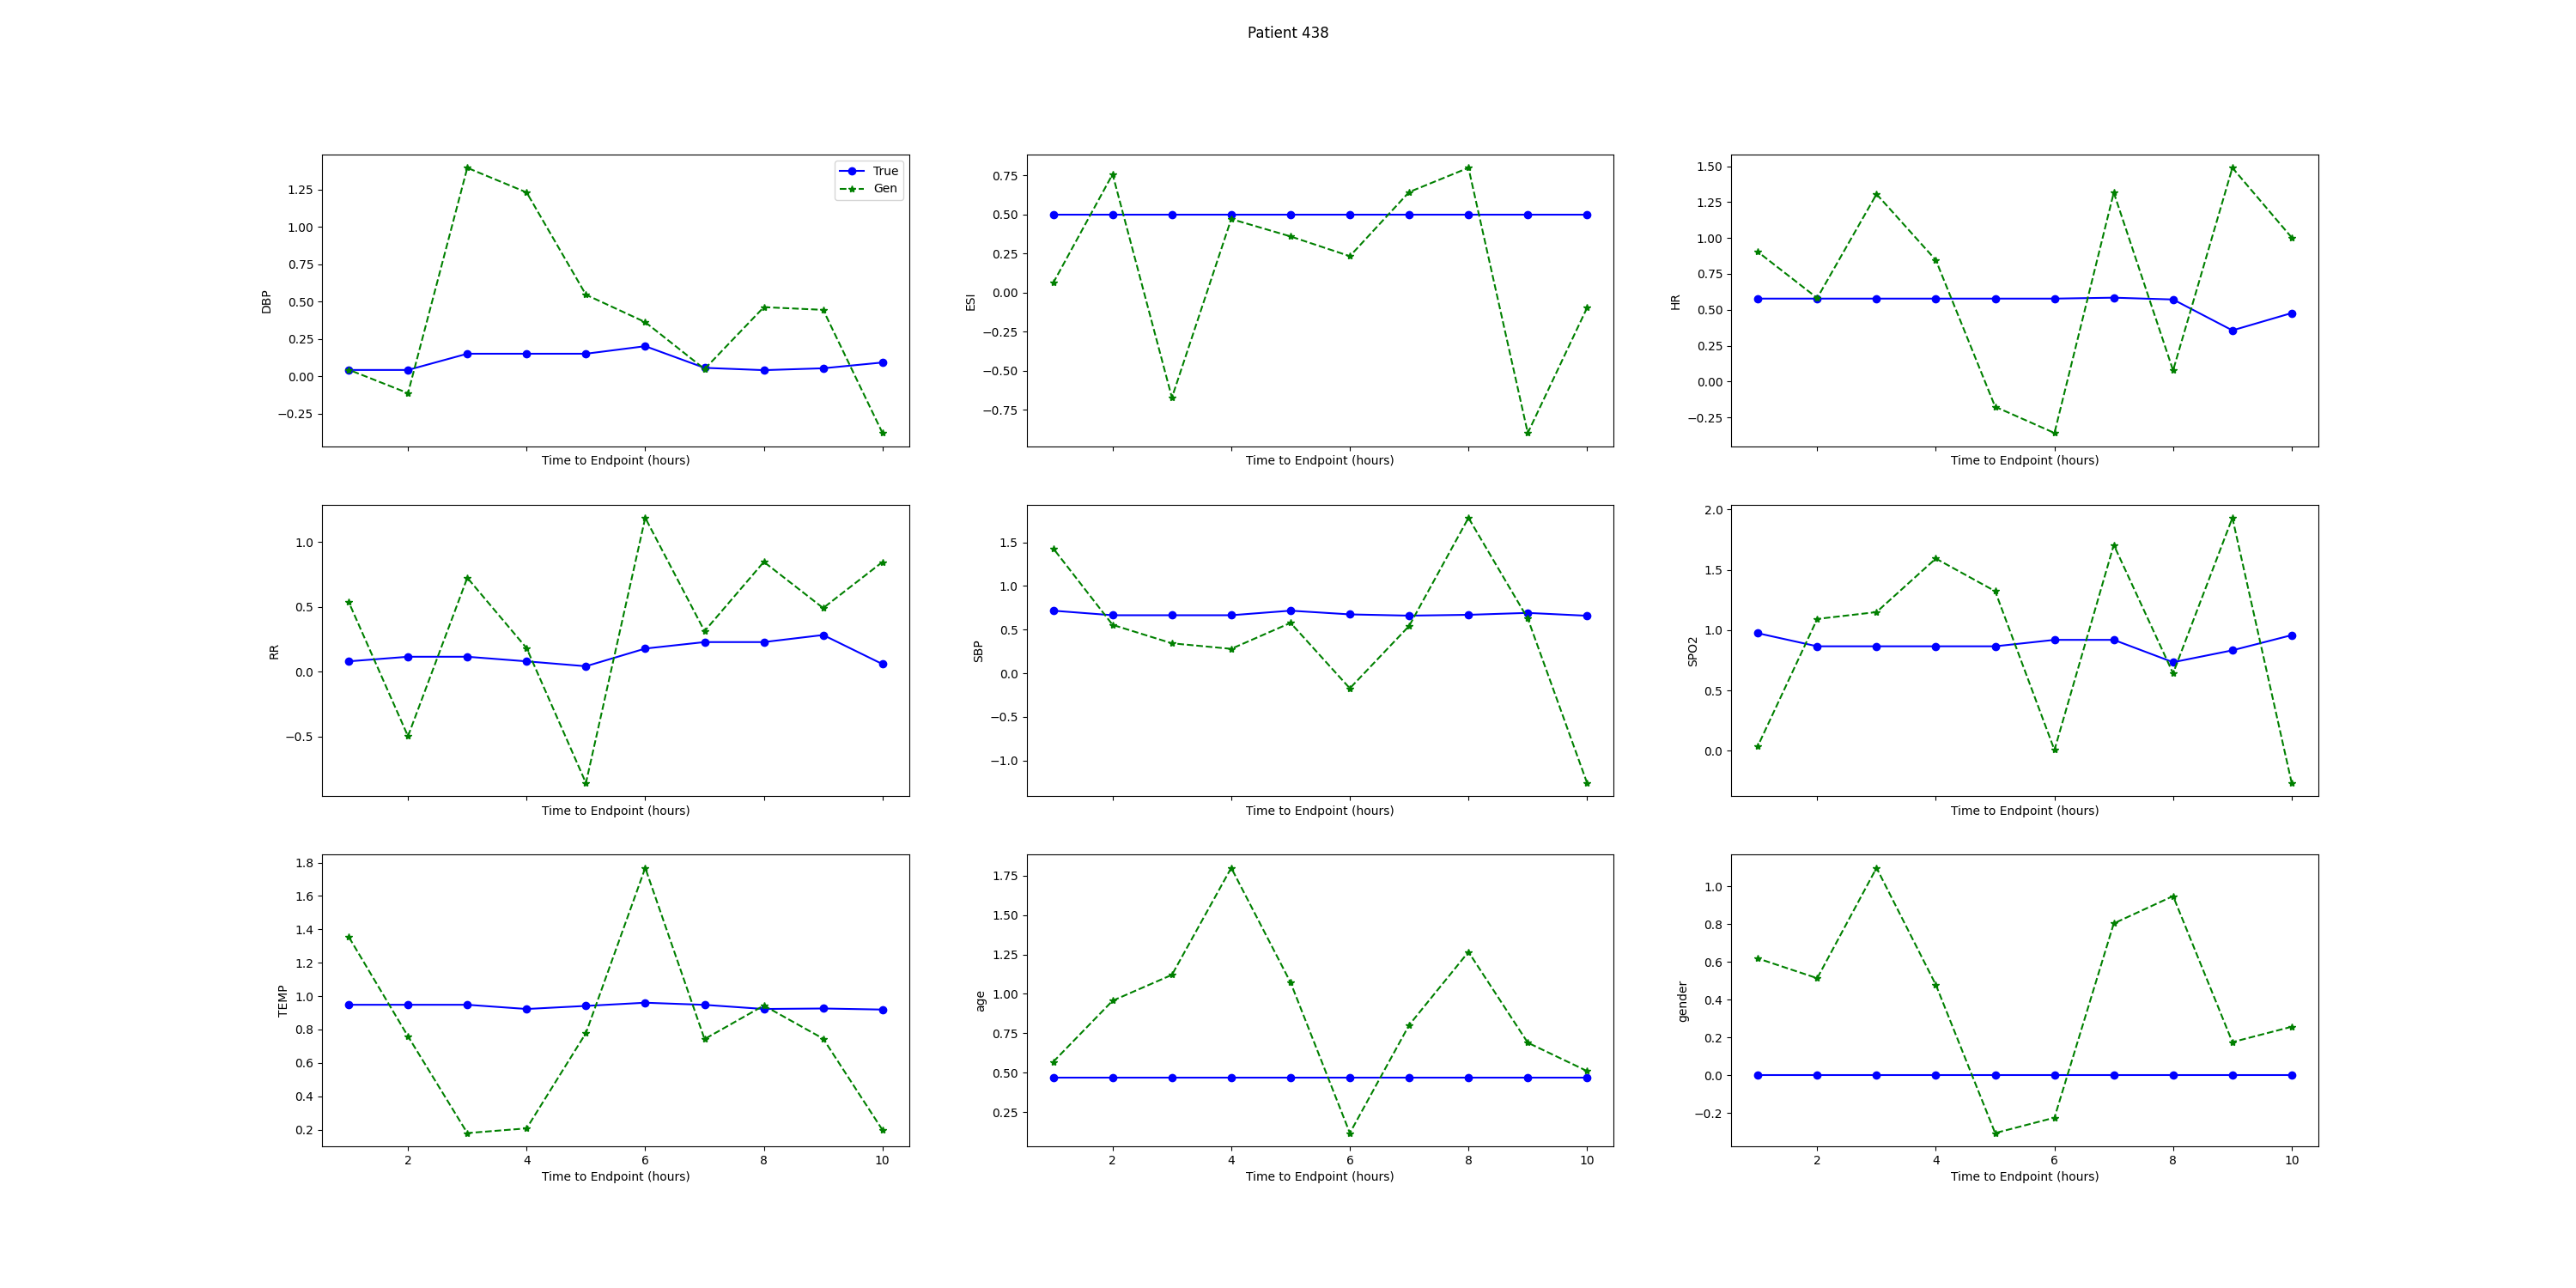 Patient 438
True
Gen
1.25
1.00
0.75
0.50
0.25
0.00
−0.25
DBP
Time to Endpoint (hours)
0.75
0.50
0.25
0.00
−0.25
−0.50
−0.75
ESI
Time to Endpoint (hours)
1.50
1.25
1.00
0.75
0.50
0.25
0.00
−0.25
HR
Time to Endpoint (hours)
1.0
0.5
0.0
−0.5
RR
Time to Endpoint (hours)
1.5
1.0
0.5
0.0
−0.5
−1.0
SBP
Time to Endpoint (hours)
2.0
1.5
1.0
0.5
0.0
SPO2
Time to Endpoint (hours)
1.8
1.6
1.4
1.2
1.0
0.8
0.6
0.4
0.2
TEMP
2 4 6 8 10
Time to Endpoint (hours)
1.75
1.50
1.25
1.00
0.75
0.50
0.25
age
2 4 6 8 10
Time to Endpoint (hours)
1.0
0.8
0.6
0.4
0.2
0.0
−0.2
gender
2 4 6 8 10
Time to Endpoint (hours)